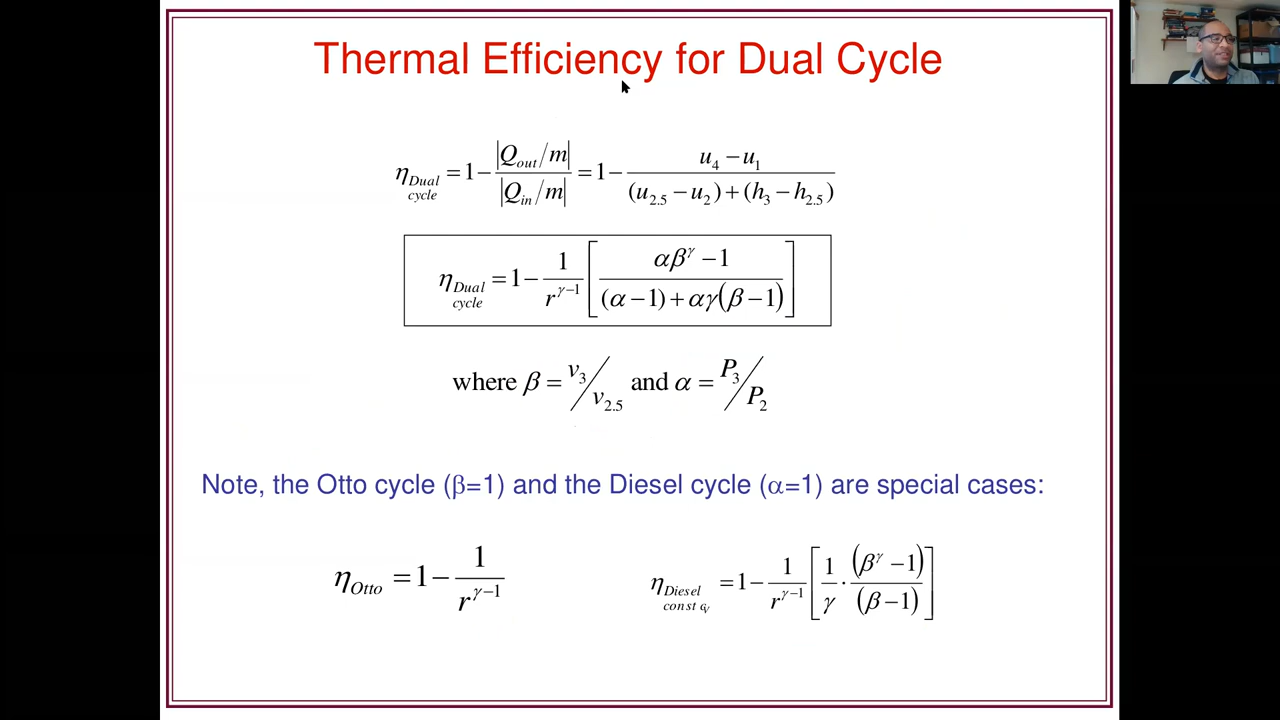 Thermal Efficiency for Dual Cycle
η Dual cycle = 1 − |Q_out/m| / |Q_in/m| = 1 − (u_4 − u_1) / ((u_2.5 − u_2) + (h_3 − h_2.5))
η Dual cycle = 1 − 1/r^(γ−1) [ (αβ^γ − 1) / ((α − 1) + αγ(β − 1)) ]
where β = v_3/v_2.5 and α = P_3/P_2
Note, the Otto cycle (β=1) and the Diesel cycle (α=1) are special cases:
η_Otto = 1 − 1/r^(γ−1)
η Diesel const c_V = 1 − 1/r^(γ−1) [ 1/γ · (β^γ − 1)/(β − 1) ]